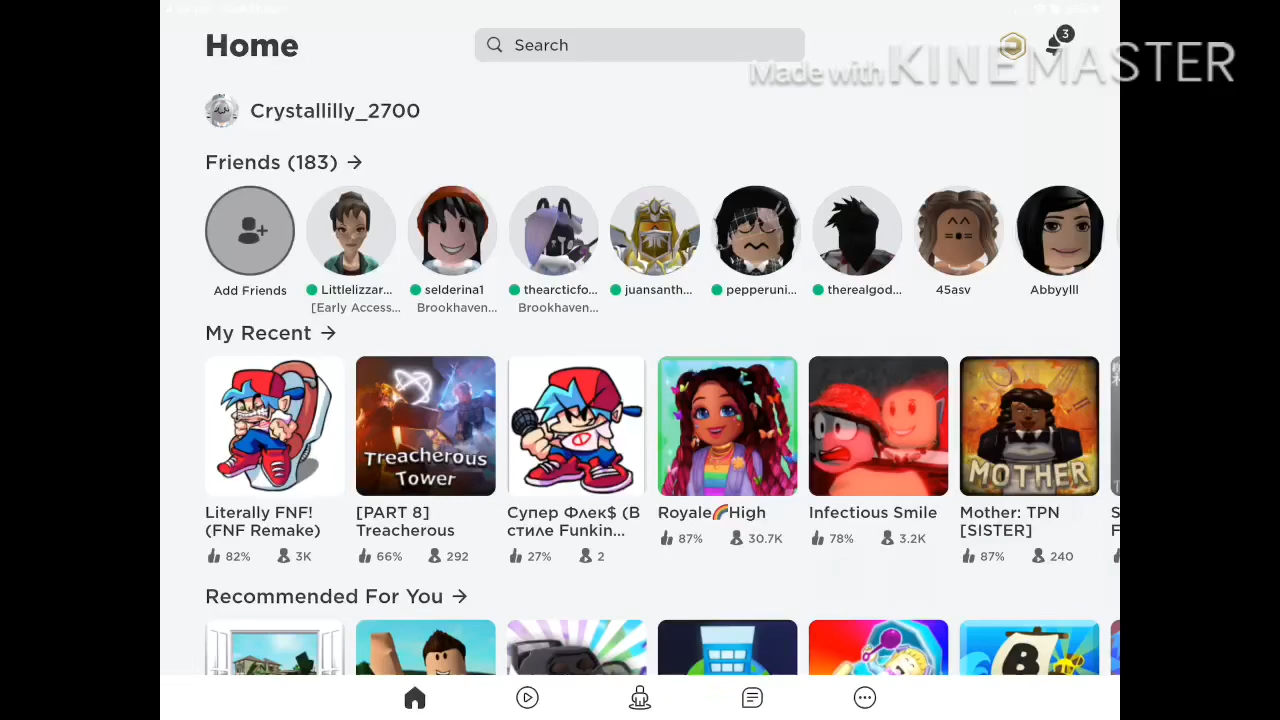 Home
Search
3
Made with KINEMASTER
Crystallilly_2700
Friends (183)
Add Friends
Littlelizzar...
selderina1
thearcticfo...
juansanth...
pepperuni...
therealgod...
45asv
Abbyylll
[Early Access...
Brookhaven...
Brookhaven...
My Recent
Treacherous
Tower
MOTHER
Literally FNF!
(FNF Remake)
82% 3K
[PART 8]
Treacherous
66% 292
Супер Флек$ (В
стиле Funkin...
27% 2
Royale🌈High
87% 30.7K
Infectious Smile
78% 3.2K
Mother: TPN
[SISTER]
87% 240
Recommended For You
B